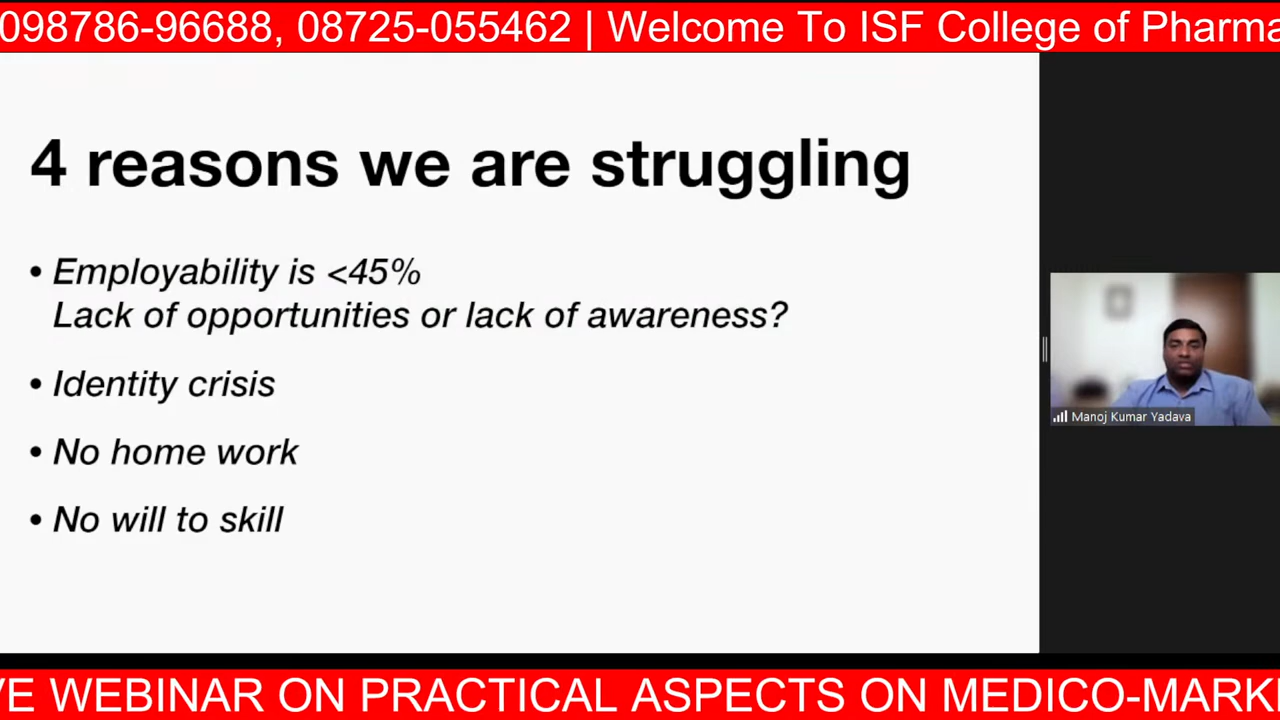 098786-96688, 08725-055462 | Welcome To ISF College of Pharma
4 reasons we are struggling
• Employability is <45%
Lack of opportunities or lack of awareness?
• Identity crisis
• No home work
• No will to skill
Manoj Kumar Yadava
VE WEBINAR ON PRACTICAL ASPECTS ON MEDICO-MARK